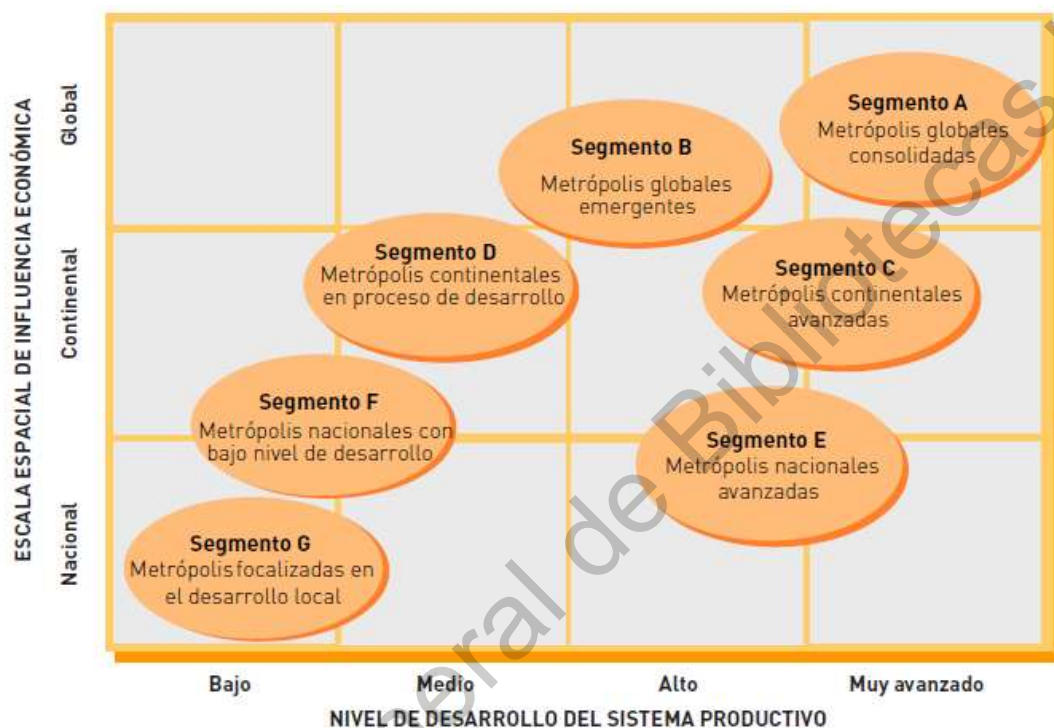 ESCALA ESPACIAL DE INFLUENCIA ECONÓMICA
Global
Continental
Nacional
Segmento A
Metrópolis globales
consolidadas
Segmento B
Metrópolis globales
emergentes
Segmento D
Metrópolis continentales
en proceso de desarrollo
Segmento C
Metrópolis continentales
avanzadas
Segmento F
Metrópolis nacionales con
bajo nivel de desarrollo
Segmento E
Metrópolis nacionales
avanzadas
Segmento G
Metrópolis focalizadas en
el desarrollo local
Bajo
Medio
Alto
Muy avanzado
NIVEL DE DESARROLLO DEL SISTEMA PRODUCTIVO
eral de Bibliotecas